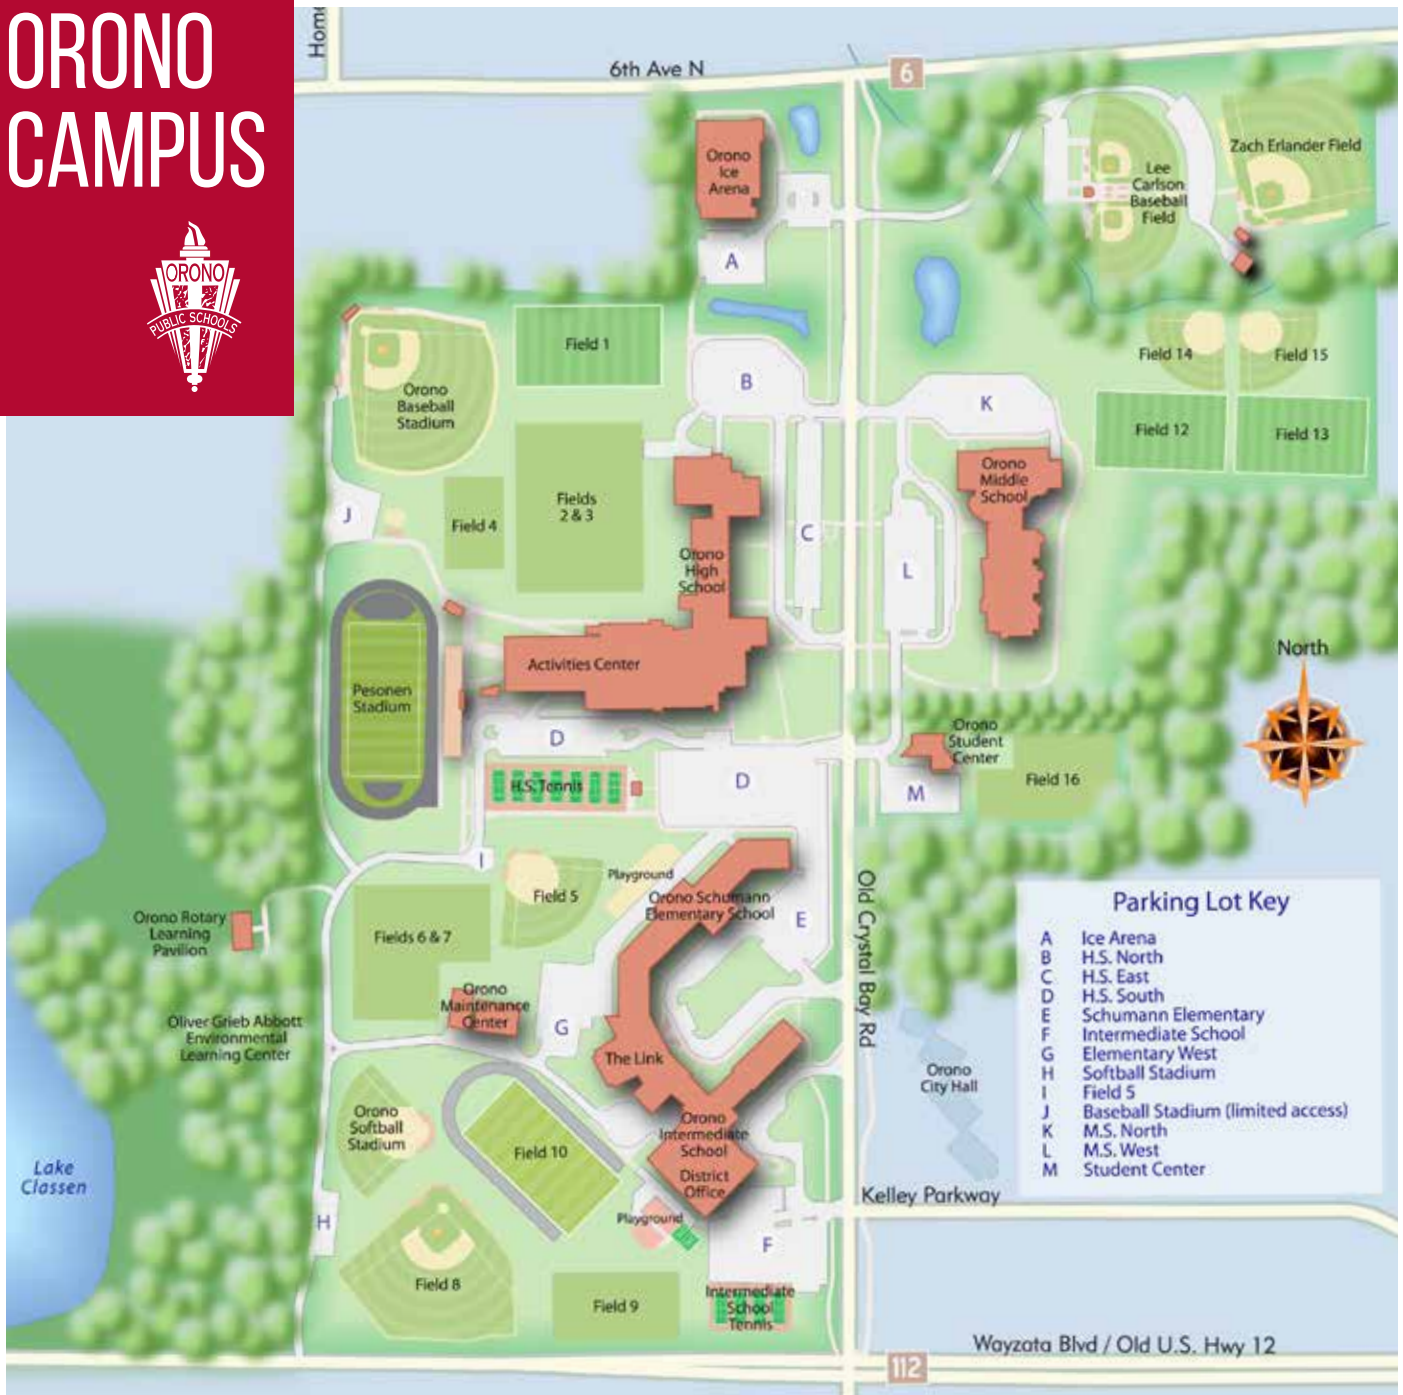 ORONO
CAMPUS
ORONO
PUBLIC SCHOOLS
Home
6th Ave N
6
Orono
Ice
Arena
A
Lee
Carlson
Baseball
Field
Zach Erlander Field
Field 1
Orono
Baseball
Stadium
B
K
Field 14
Field 15
Field 12
Field 13
J
Field 4
Fields
2 & 3
Orono
High
School
C
L
Orono
Middle
School
Pesonen
Stadium
Activities Center
D
H.S. Tennis
D
Orono
Student
Center
M
Field 16
North
I
Field 5
Playground
Orono Schumann
Elementary School
E
Old Crystal Bay Rd
Orono Rotary
Learning
Pavilion
Fields 6 & 7
Orono
Maintenance
Center
G
Oliver Grieb Abbott
Environmental
Learning Center
The Link
Orono
City Hall
Orono
Softball
Stadium
Field 10
Orono
Intermediate
School
District
Office
Lake
Classen
H
Playground
F
Kelley Parkway
Field 8
Field 9
Intermediate
School
Tennis
Wayzata Blvd / Old U.S. Hwy 12
112
Parking Lot Key
A Ice Arena
B H.S. North
C H.S. East
D H.S. South
E Schumann Elementary
F Intermediate School
G Elementary West
H Softball Stadium
I Field 5
J Baseball Stadium (limited access)
K M.S. North
L M.S. West
M Student Center